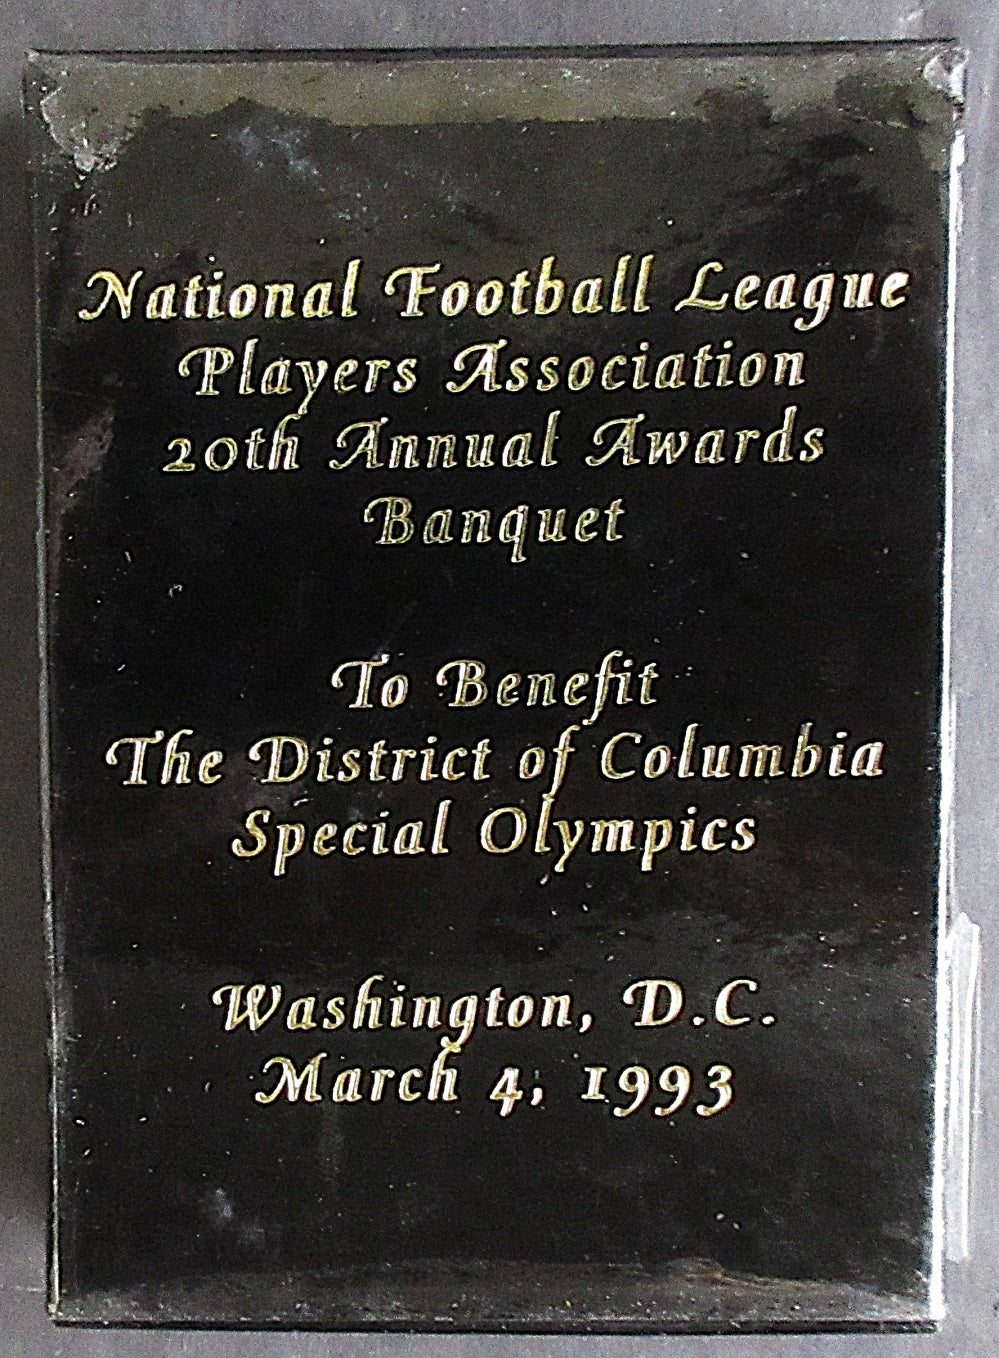 National Football League
Players Association
20th Annual Awards
Banquet
To Benefit
The District of Columbia
Special Olympics
Washington, D.C.
March 4, 1993